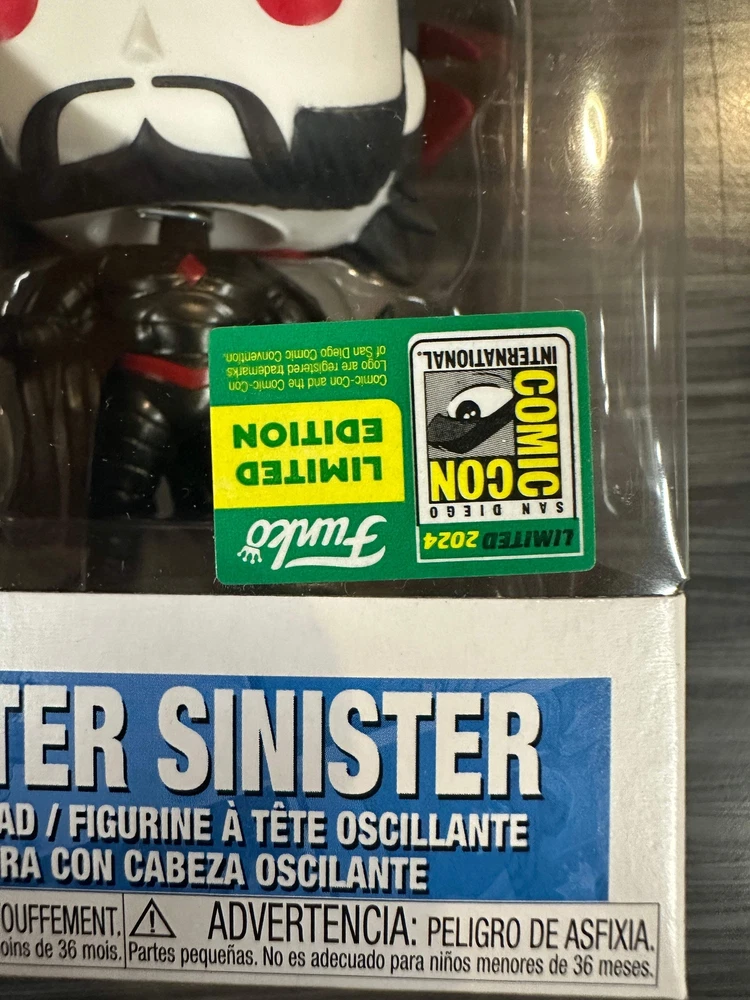 LIMITED 2024
SAN DIEGO
COMIC
CON
INTERNATIONAL.
Funko
LIMITED
EDITION
Comic-Con and the Comic-Con
Logo are registered trademarks
of San Diego Comic Convention.
TER SINISTER
AD / FIGURINE À TÊTE OSCILLANTE
RA CON CABEZA OSCILANTE
OUFFEMENT.
oins de 36 mois.
ADVERTENCIA: PELIGRO DE ASFIXIA.
Partes pequeñas. No es adecuado para niños menores de 36 meses.